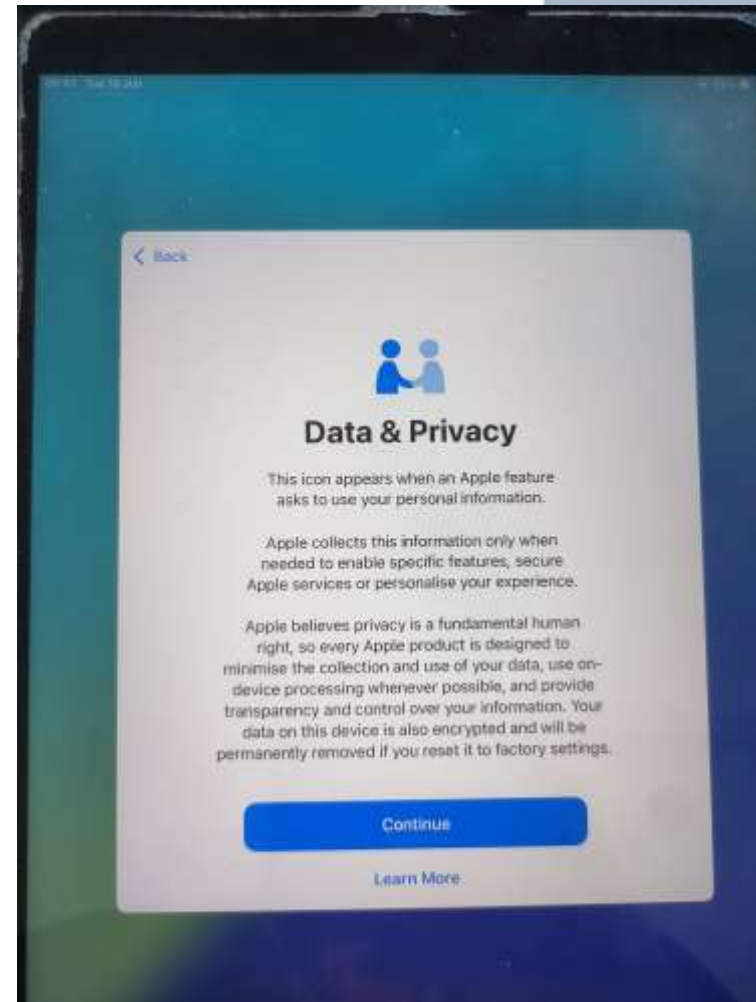 Back
Data & Privacy
This icon appears when an Apple feature
asks to use your personal information.
Apple collects this information only when
needed to enable specific features, secure
Apple services or personalise your experience.
Apple believes privacy is a fundamental human
right, so every Apple product is designed to
minimise the collection and use of your data, use on-
device processing whenever possible, and provide
transparency and control over your information. Your
data on this device is also encrypted and will be
permanently removed if you reset it to factory settings.
Continue
Learn More